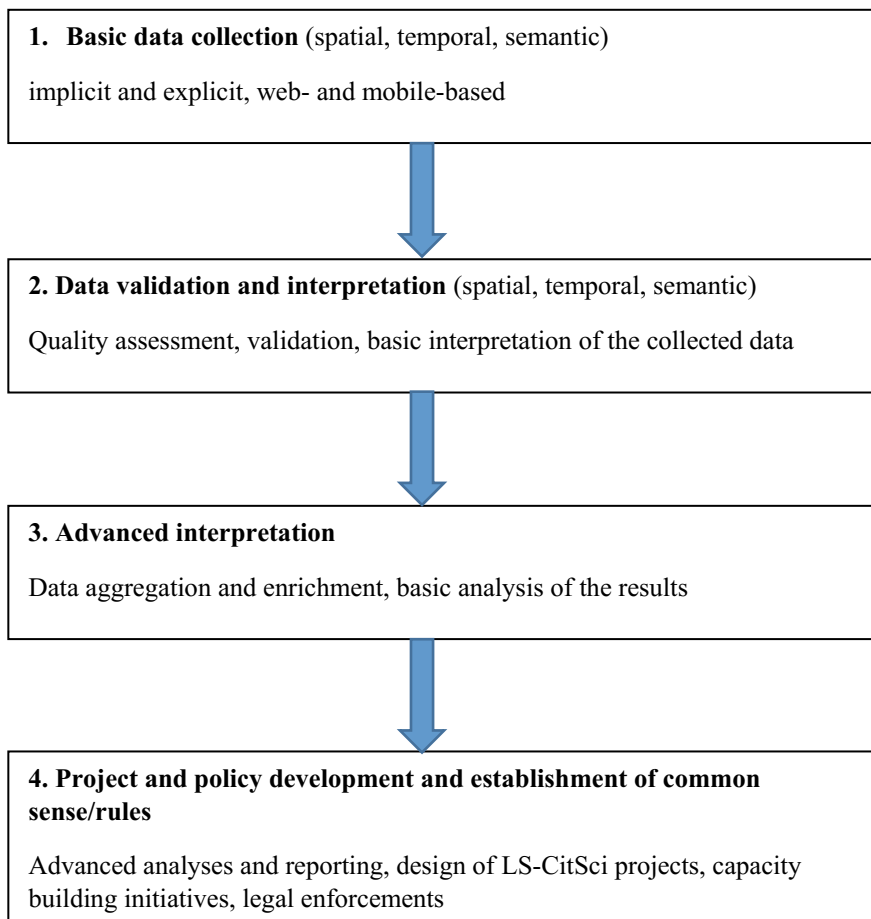 1. Basic data collection (spatial, temporal, semantic)
implicit and explicit, web- and mobile-based
2. Data validation and interpretation (spatial, temporal, semantic)
Quality assessment, validation, basic interpretation of the collected data
3. Advanced interpretation
Data aggregation and enrichment, basic analysis of the results
4. Project and policy development and establishment of common
sense/rules
Advanced analyses and reporting, design of LS-CitSci projects, capacity
building initiatives, legal enforcements